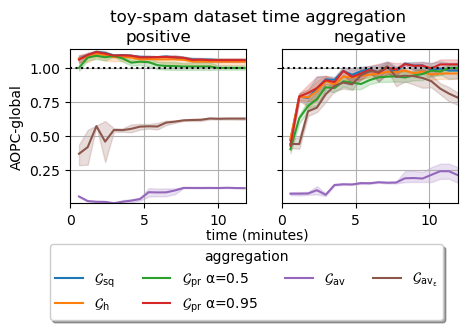 toy-spam dataset time aggregation
positive negative
AOPC-global
1.00
0.75
0.50
0.25
0 5 10 0 5 10
time (minutes)
aggregation
𝒢sq 𝒢pr α=0.5 𝒢av 𝒢avε
𝒢h 𝒢pr α=0.95